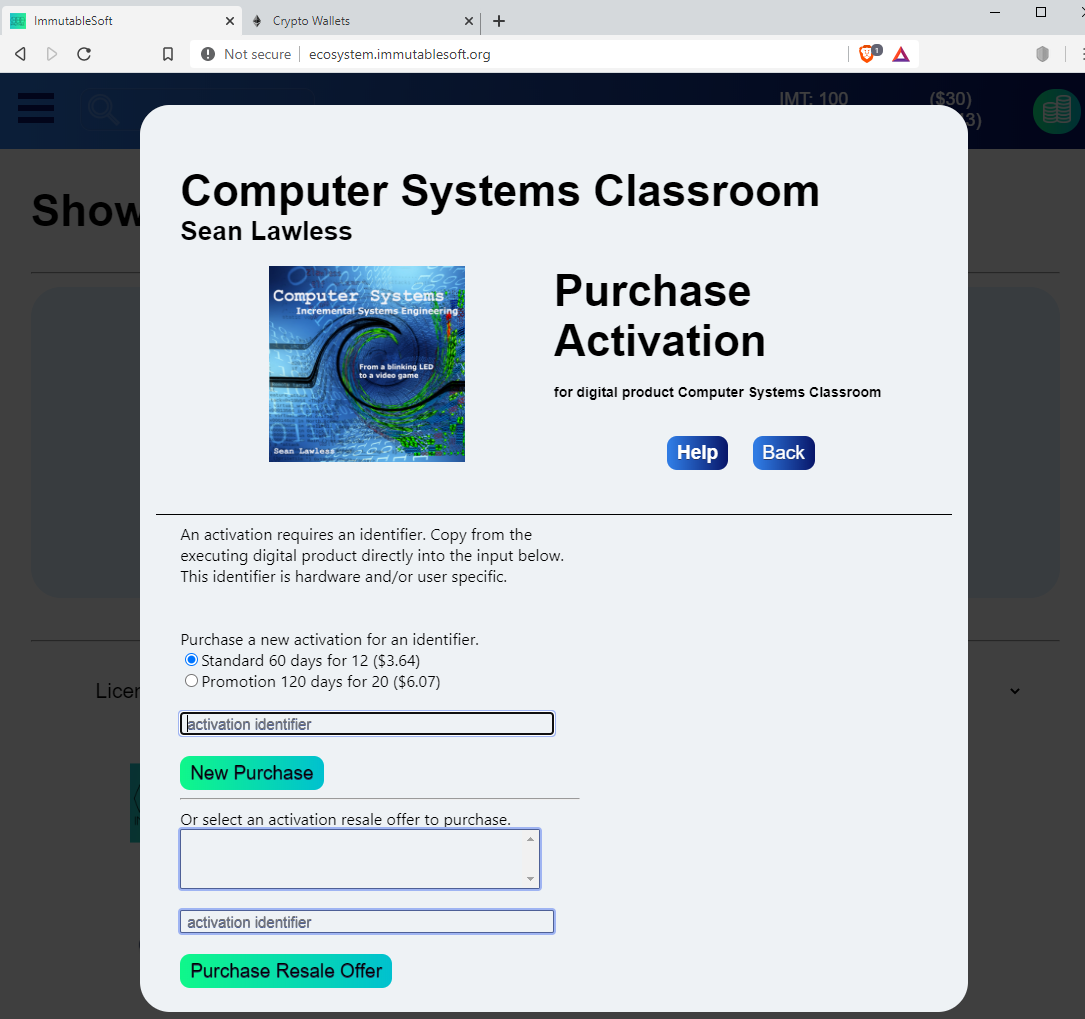 ImmutableSoft
Crypto Wallets
Not secure
ecosystem.immutablesoft.org
1
IMT: 100
($30)
3)
Show
Computer Systems Classroom
Sean Lawless
Computer Systems
Incremental Systems Engineering
From a blinking LED
to a video game
Sean Lawless
Purchase
Activation
for digital product Computer Systems Classroom
Help
Back
An activation requires an identifier. Copy from the
executing digital product directly into the input below.
This identifier is hardware and/or user specific.
Purchase a new activation for an identifier.
Standard 60 days for 12 ($3.64)
Promotion 120 days for 20 ($6.07)
Licen
activation identifier
New Purchase
Or select an activation resale offer to purchase.
activation identifier
Purchase Resale Offer